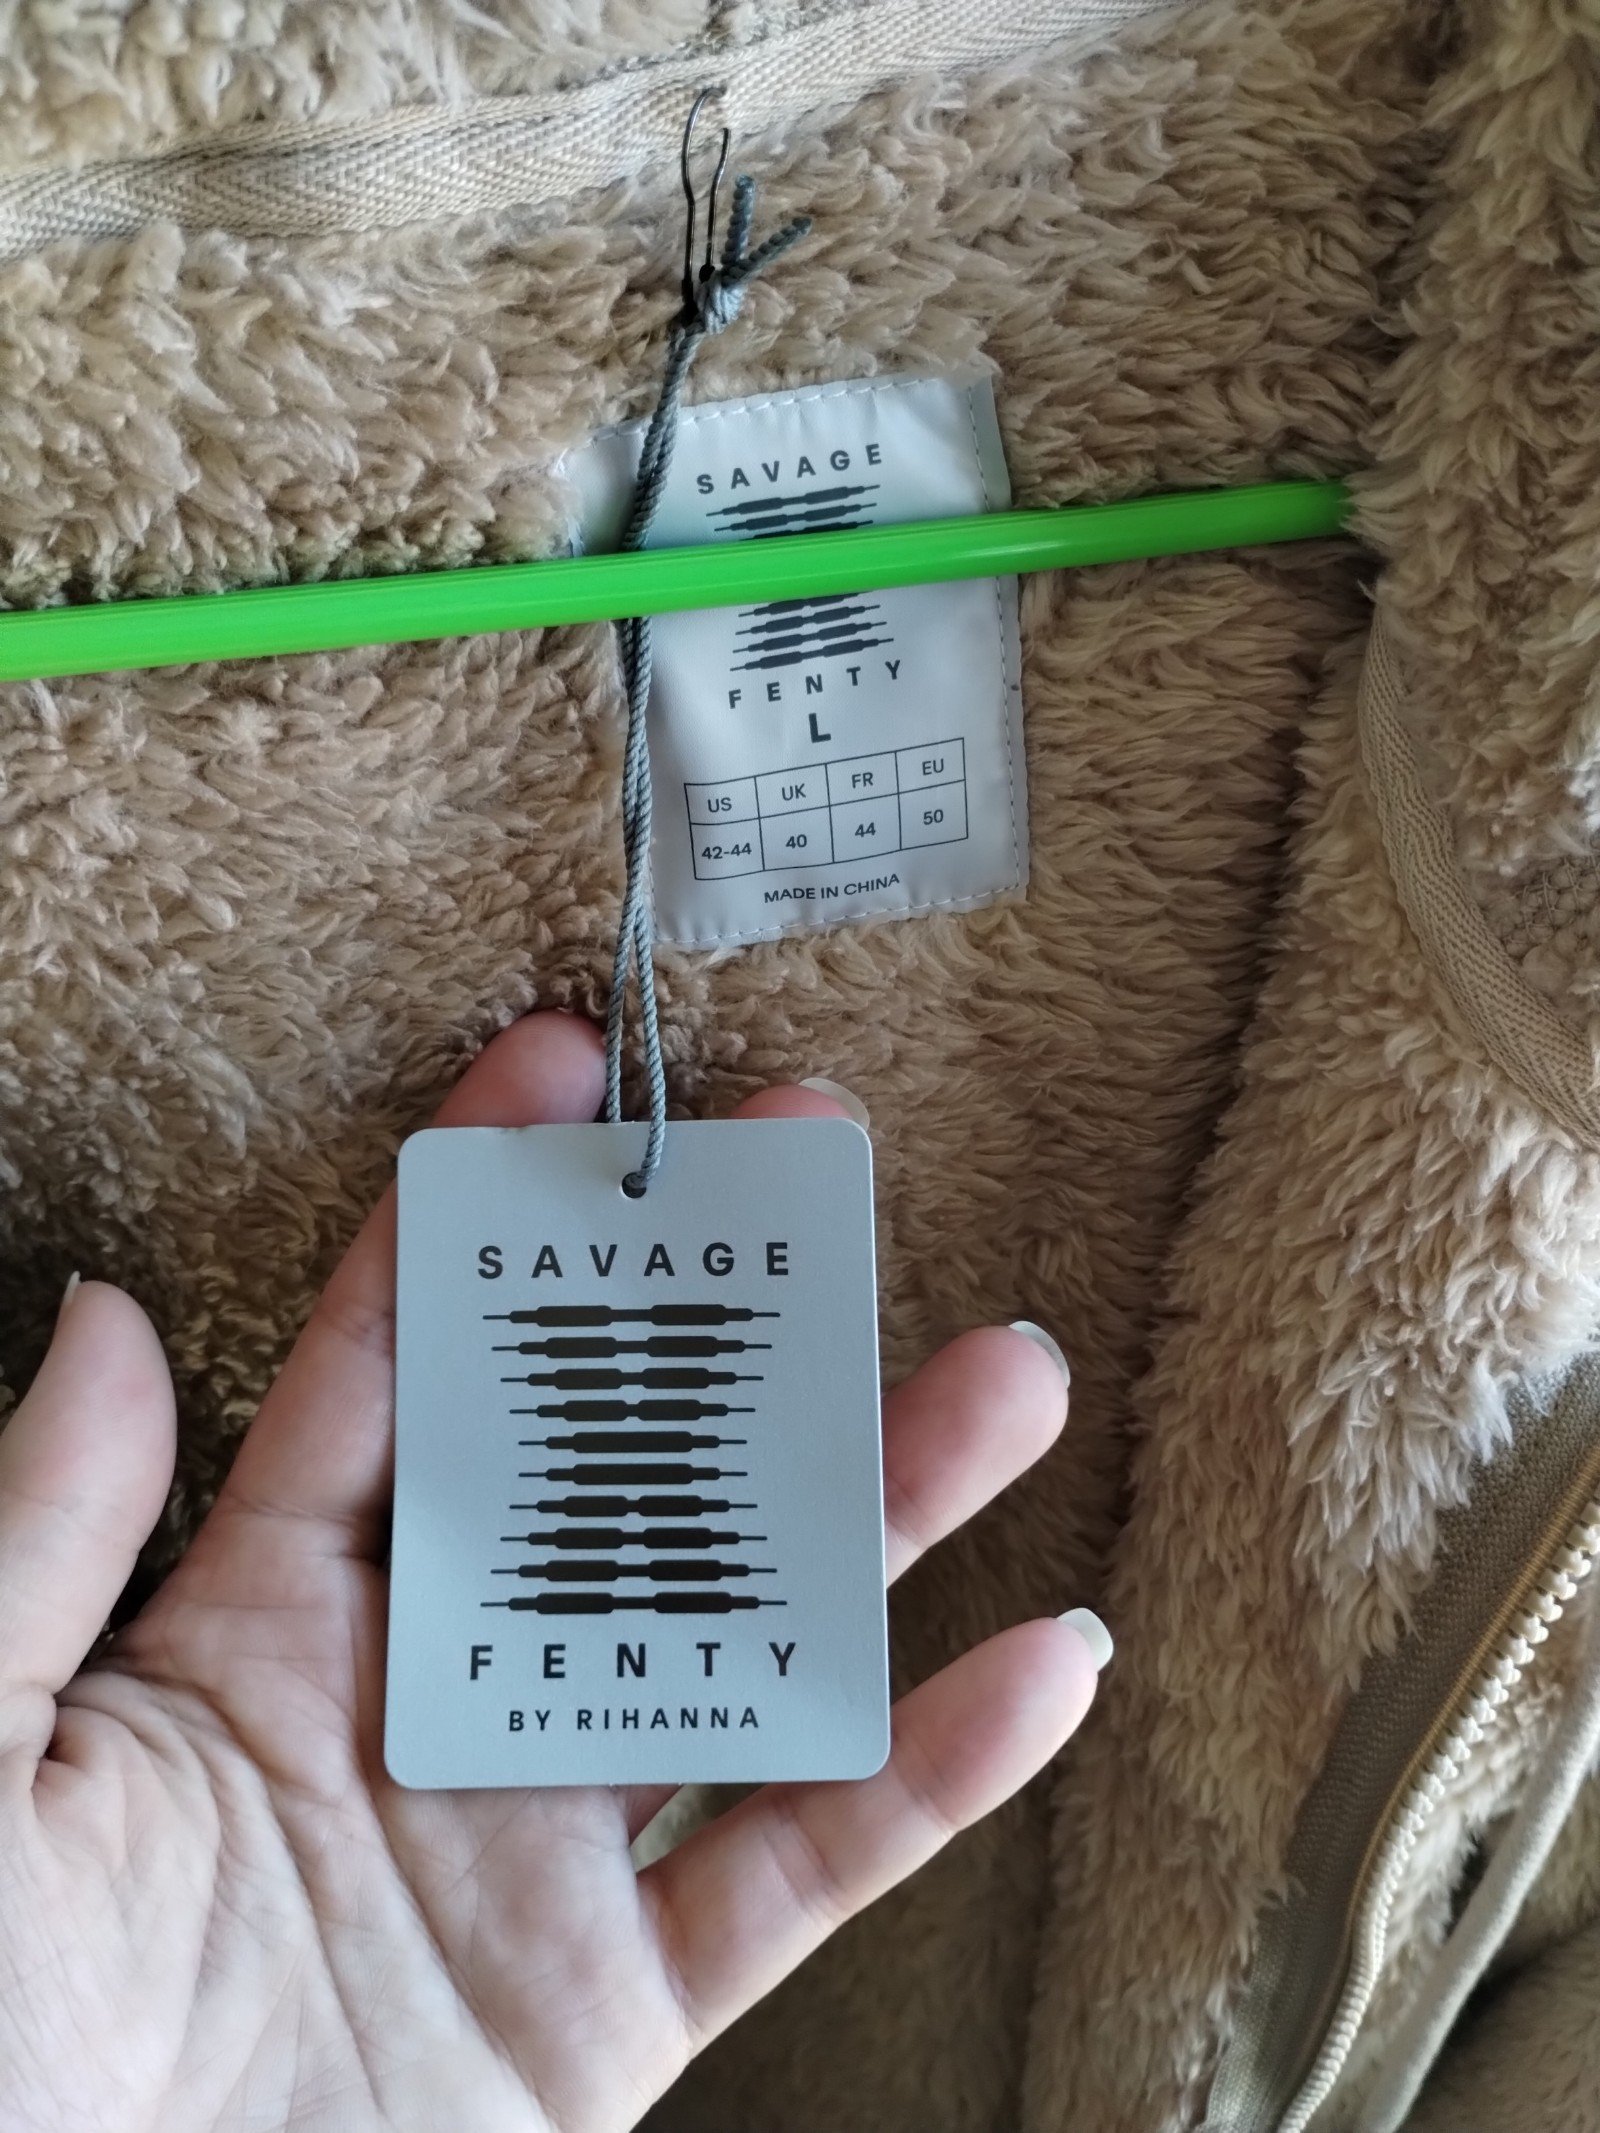 SAVAGE
FENTY
L
US UK FR EU
42-44 40 44 50
MADE IN CHINA
SAVAGE
FENTY
BY RIHANNA